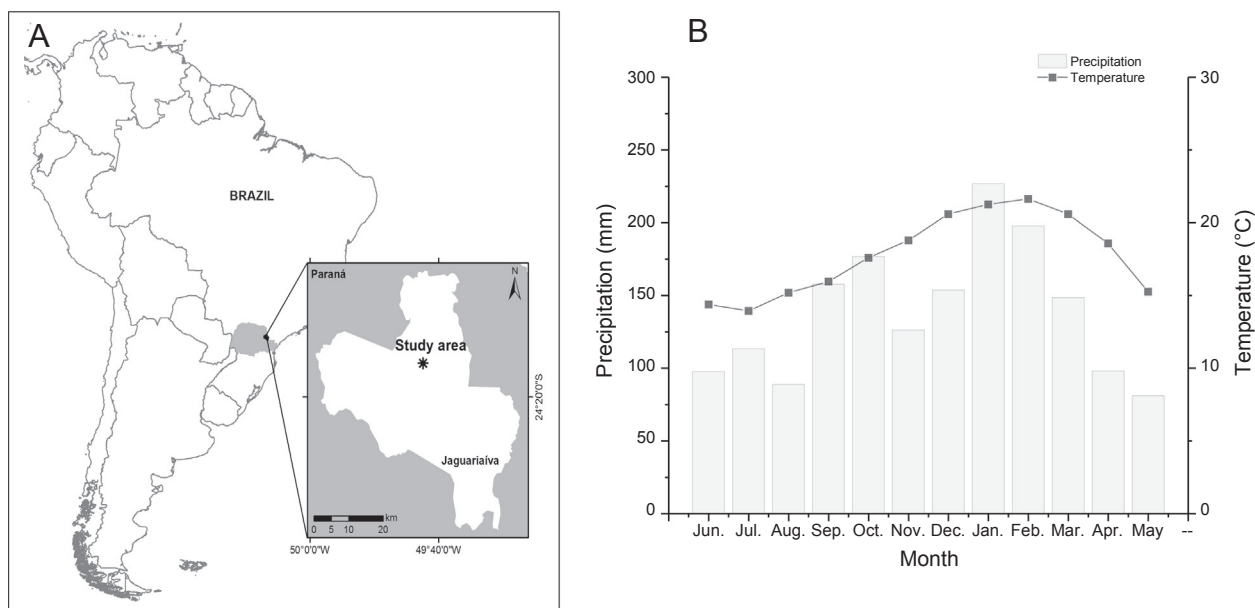 A
BRAZIL
Paraná
N
Study area
Jaguariaíva
24°20'0"S
km
0 5 10 20
50°0'0"W 49°40'0"W
B
Precipitation
Temperature
300
250
200
150
100
50
0
Precipitation (mm)
30
20
10
0
Temperature (°C)
Jun. Jul. Aug. Sep. Oct. Nov. Dec. Jan. Feb. Mar. Apr. May --
Month